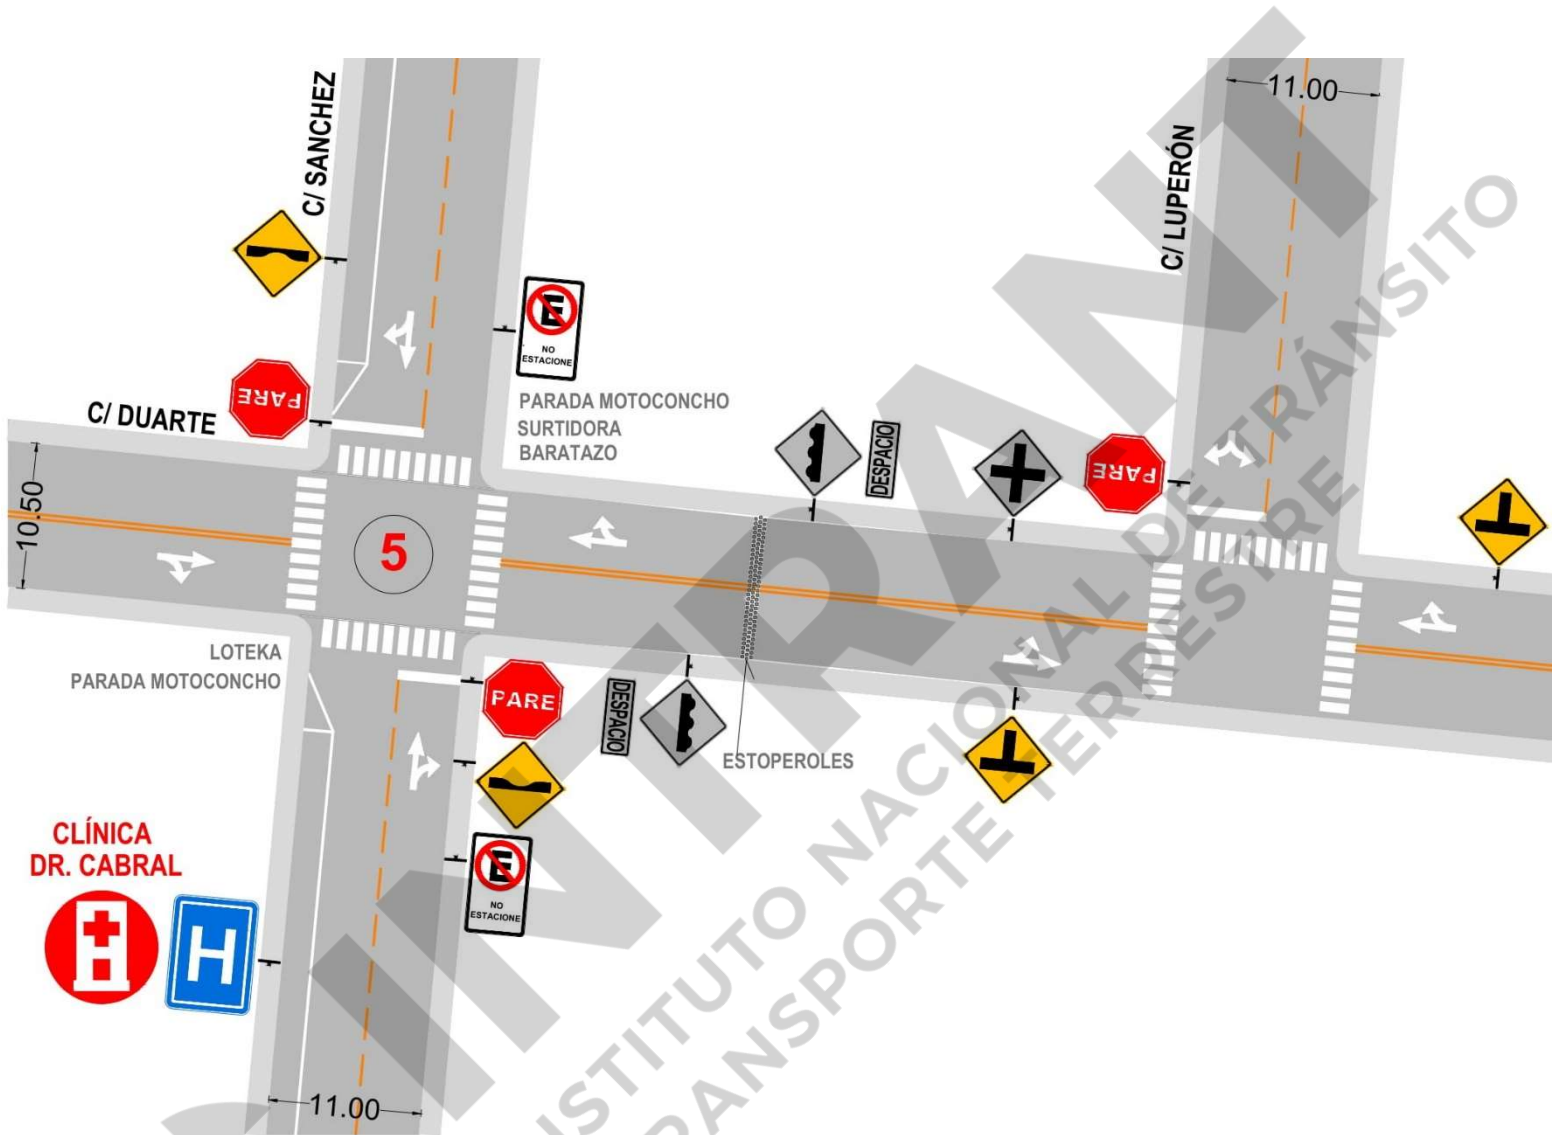 C/ SANCHEZ
11.00
C/ LUPERÓN
NO
ESTACIONE
PARE
C/ DUARTE
PARADA MOTOCONCHO
SURTIDORA
BARATAZO
DESPACIO
PARE
10.50
5
LOTEKA
PARADA MOTOCONCHO
PARE
DESPACIO
ESTOPEROLES
CLÍNICA
DR. CABRAL
NO
ESTACIONE
H
11.00
INTRANT
INSTITUTO NACIONAL DE TRÁNSITO
TRANSPORTE TERRESTRE